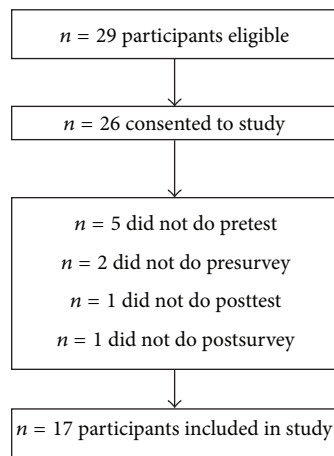 n = 29 participants eligible
n = 26 consented to study
n = 5 did not do pretest
n = 2 did not do presurvey
n = 1 did not do posttest
n = 1 did not do postsurvey
n = 17 participants included in study